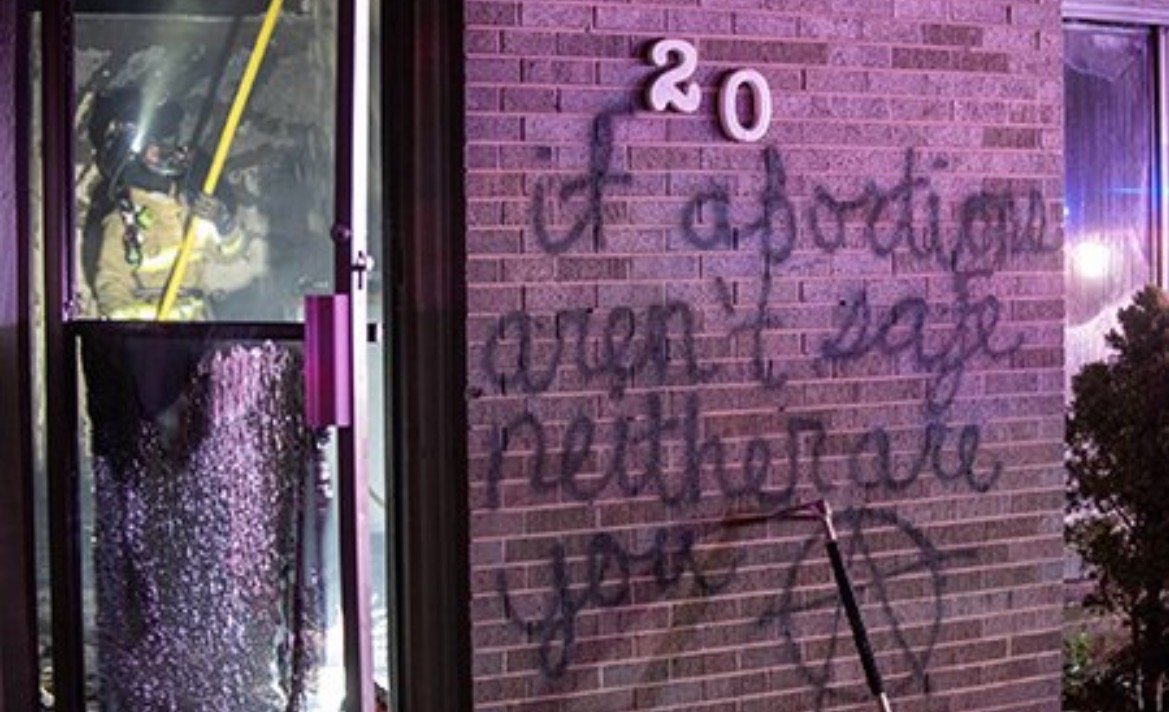 20
if abortions
aren't safe
neither are
you Ⓐ